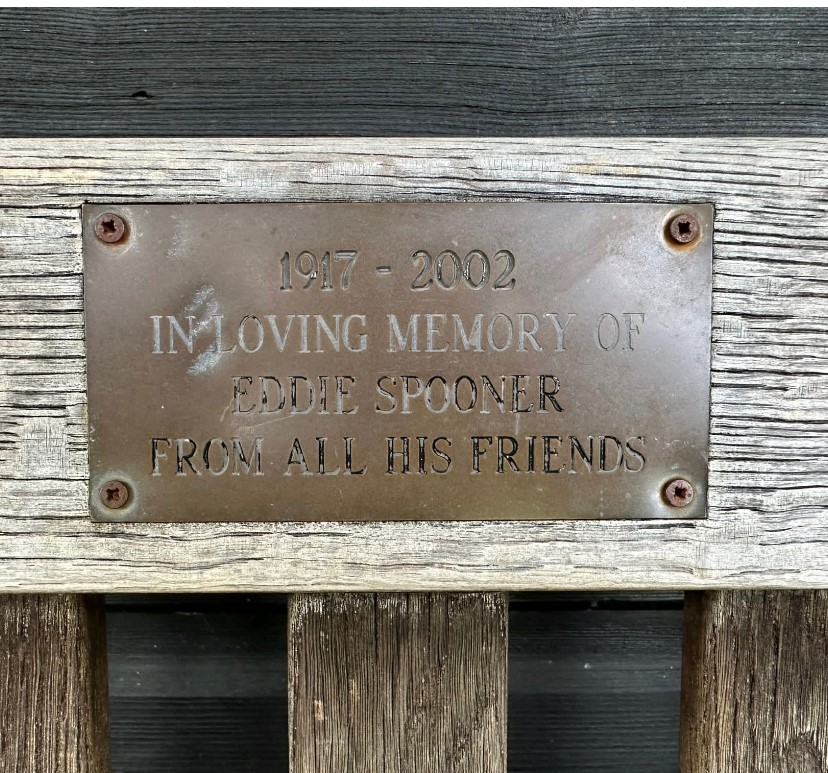 1917 - 2002
IN LOVING MEMORY OF
EDDIE SPOONER
FROM ALL HIS FRIENDS